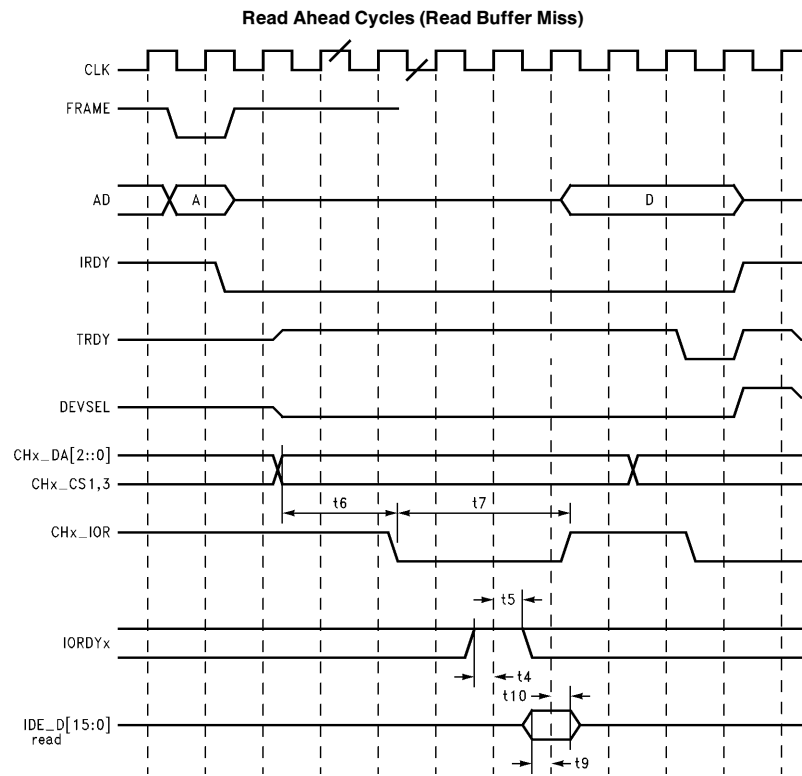 Read Ahead Cycles (Read Buffer Miss)
CLK
FRAME
AD
A
D
IRDY
TRDY
DEVSEL
CHx_DA[2::0]
CHx_CS1,3
t6
t7
CHx_IOR
t5
IORDYx
t4
t10
IDE_D[15:0]
read
t9